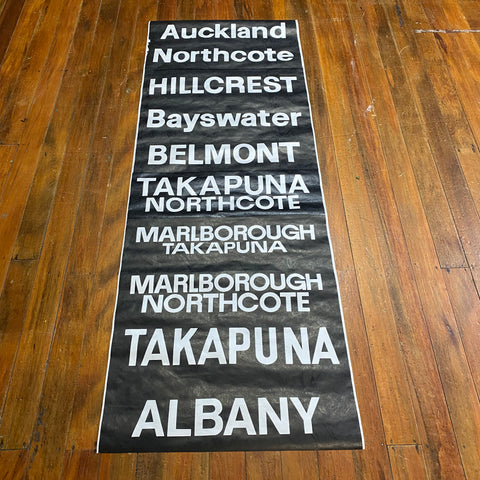 Auckland
Northcote
HILLCREST
Bayswater
BELMONT
TAKAPUNA
NORTHCOTE
MARLBOROUGH
TAKAPUNA
MARLBOROUGH
NORTHCOTE
TAKAPUNA
ALBANY